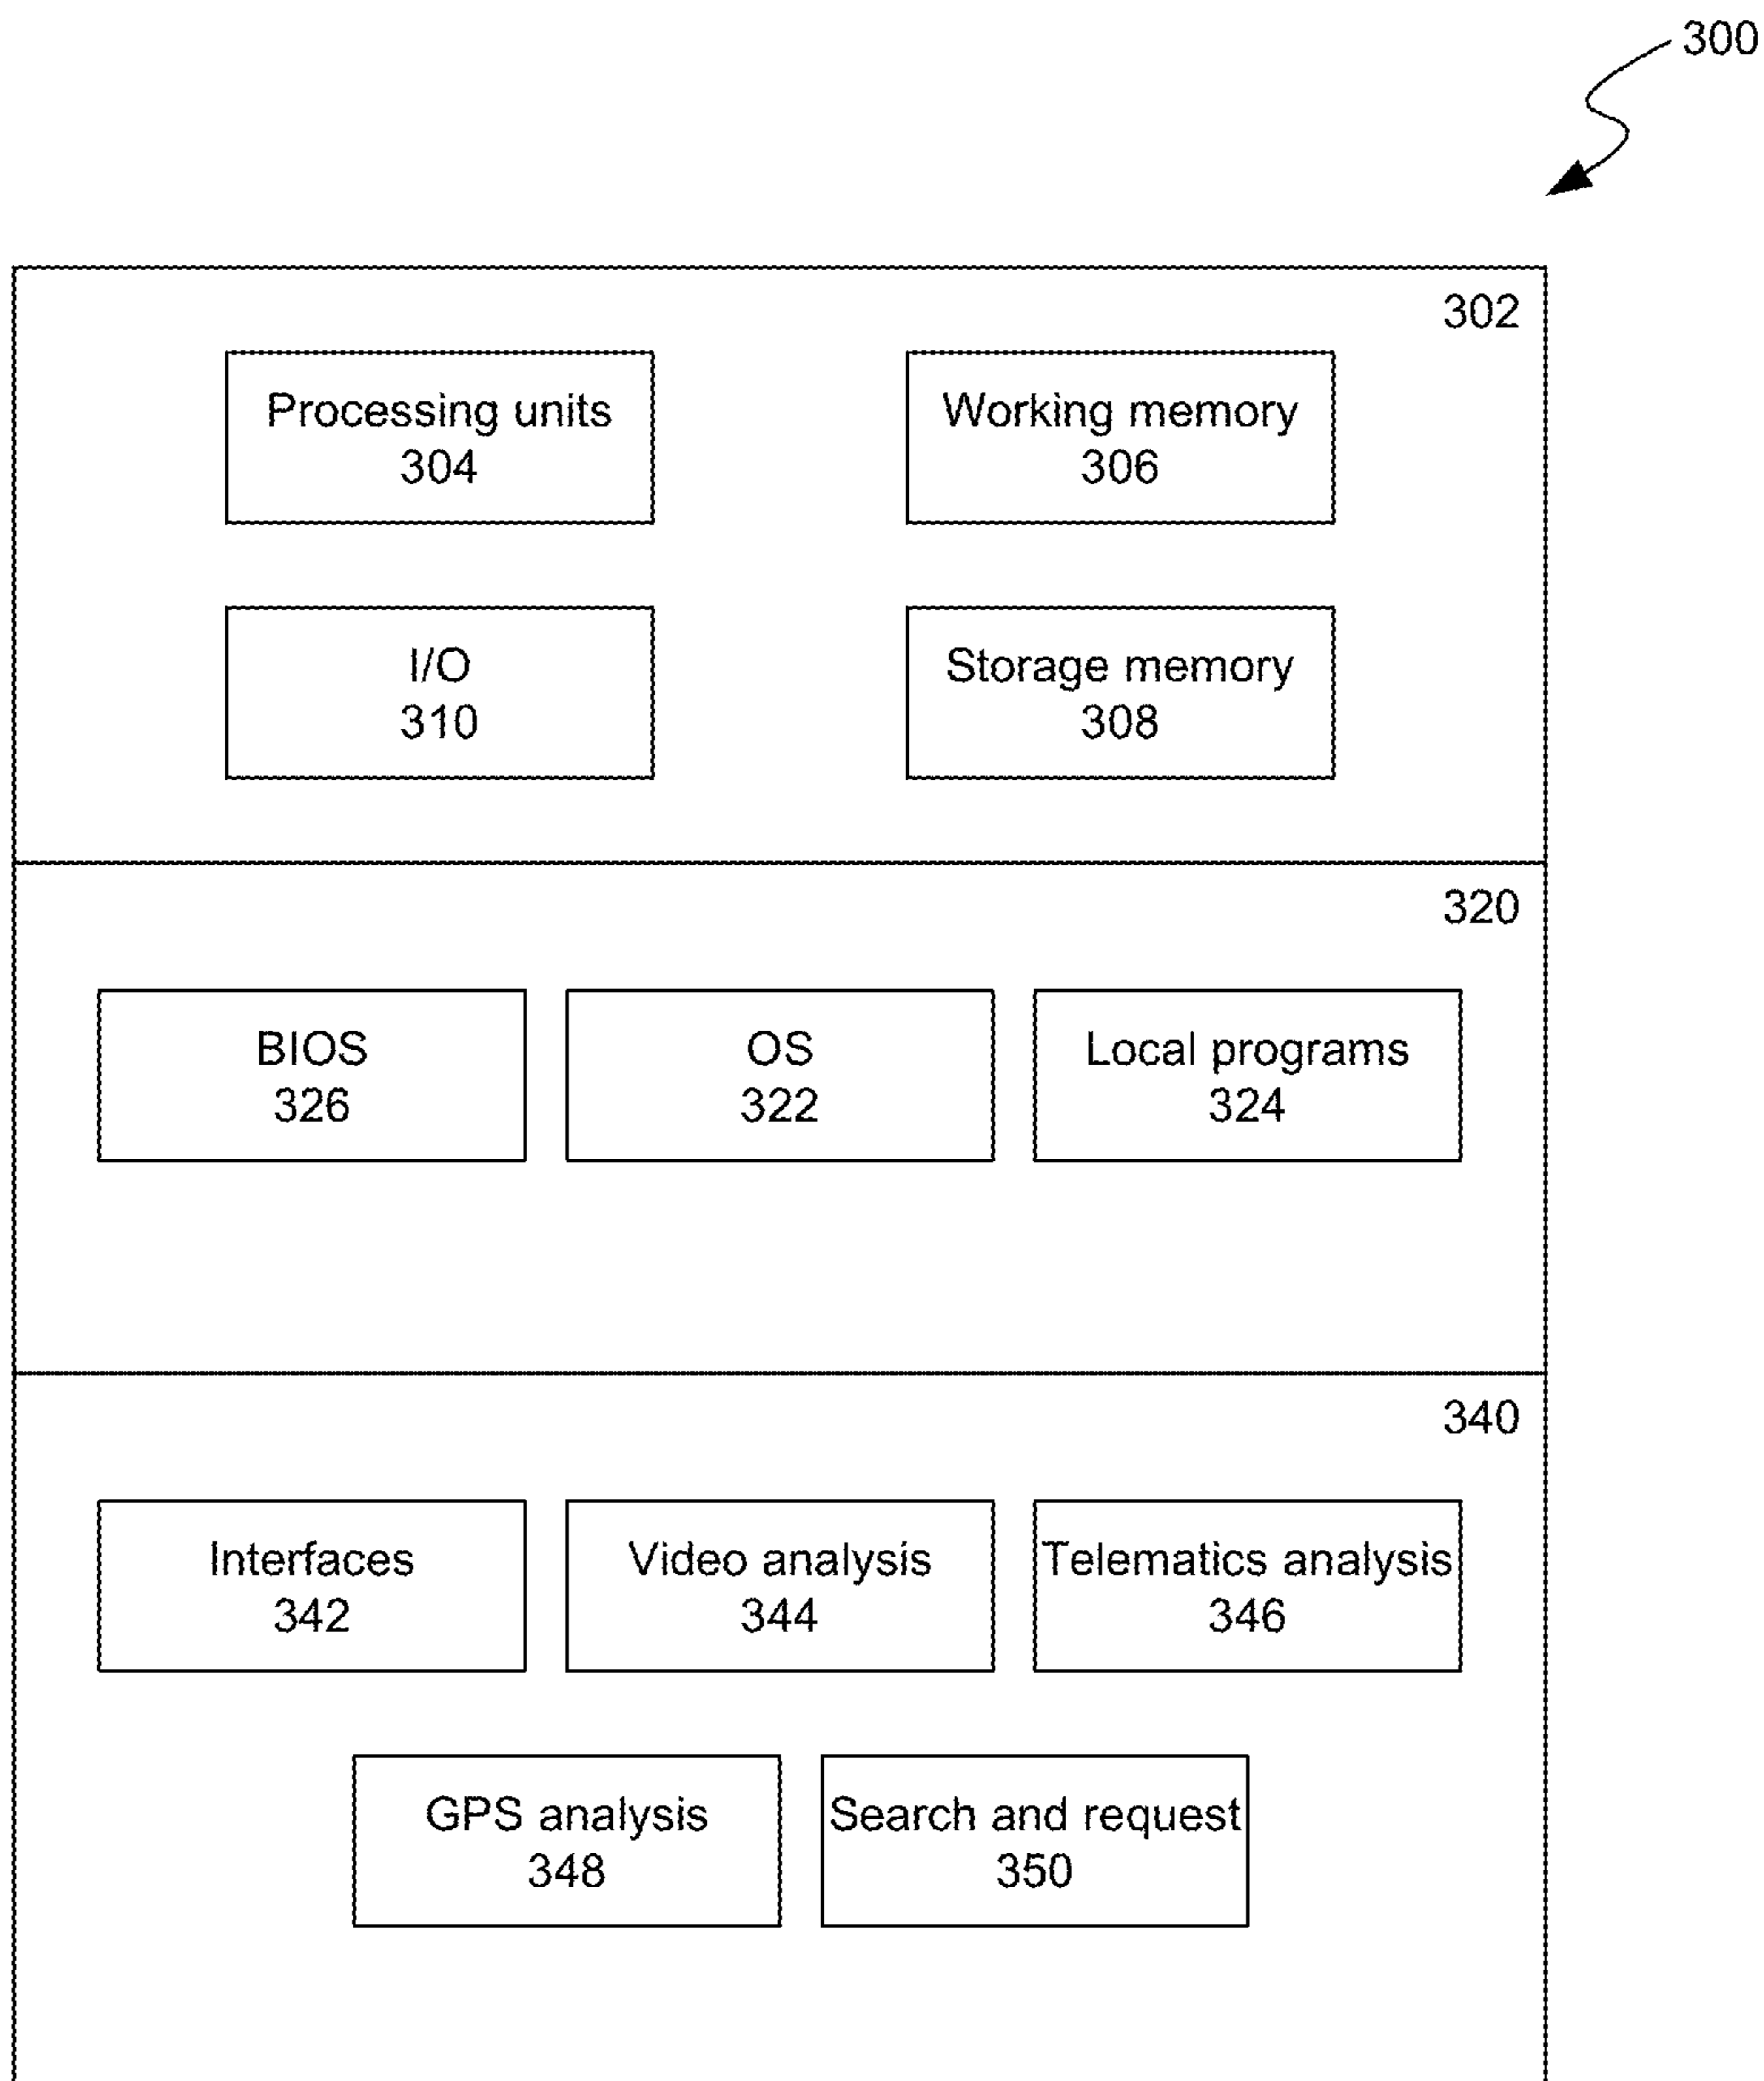 300
302
Processing units
304
Working memory
306
I/O
310
Storage memory
308
320
BIOS
326
OS
322
Local programs
324
340
Interfaces
342
Video analysis
344
Telematics analysis
346
GPS analysis
348
Search and request
350